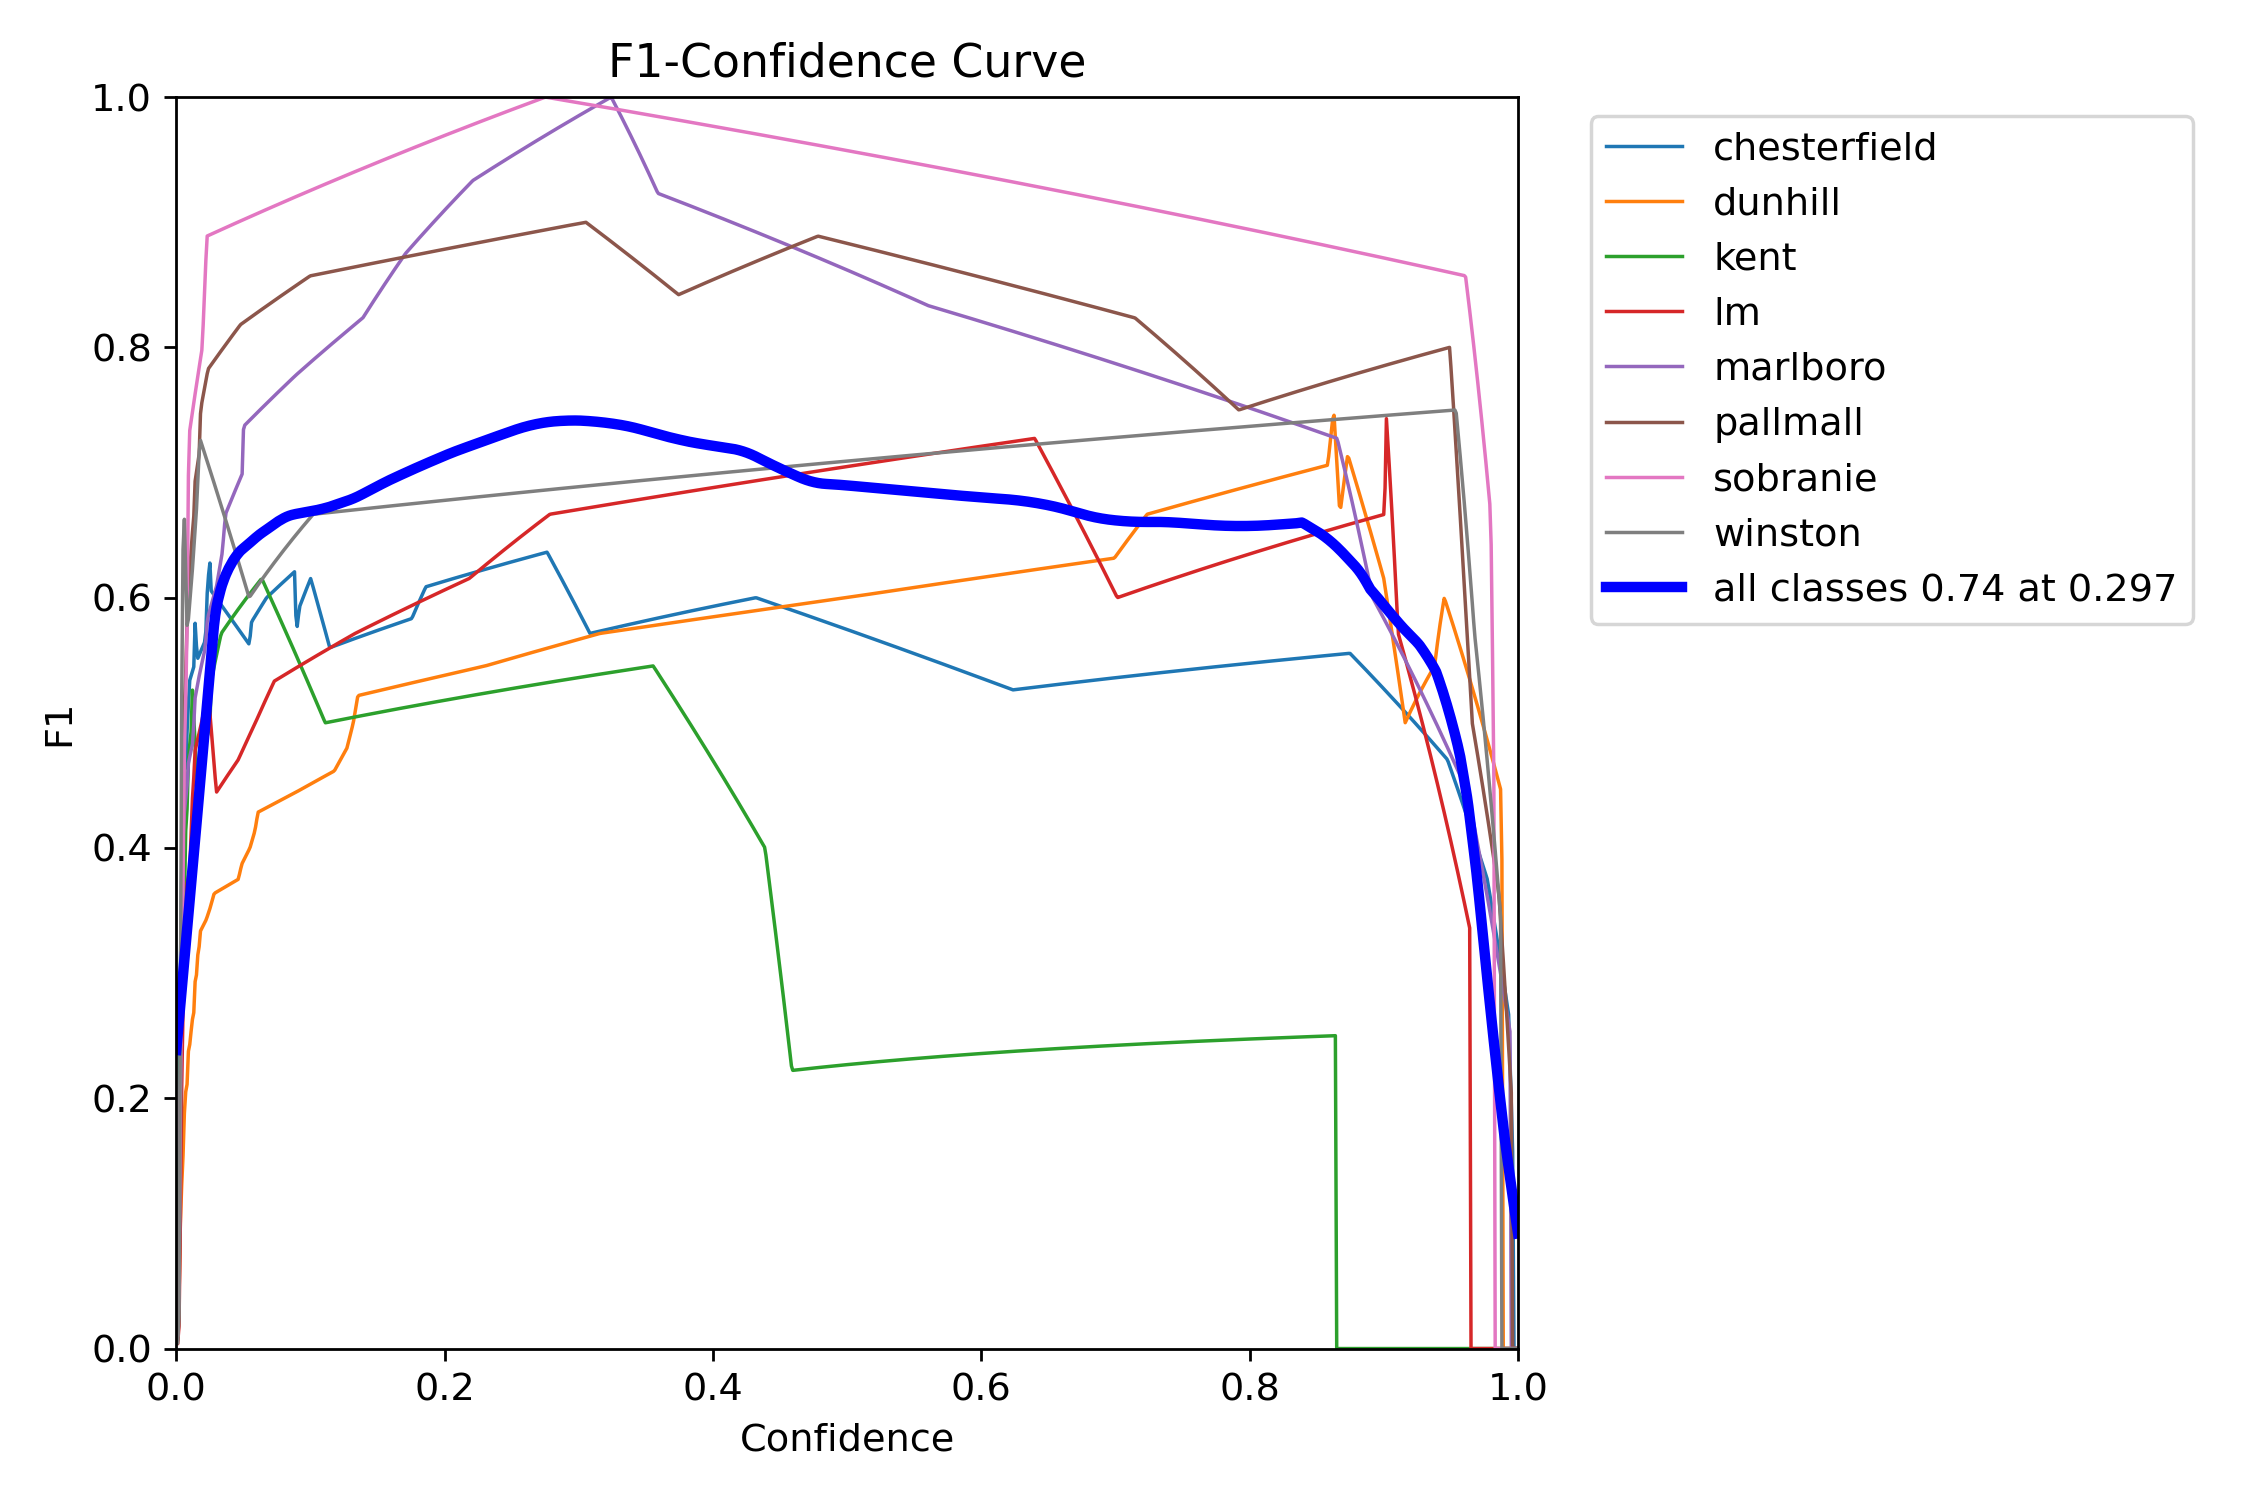 F1-Confidence Curve
1.0
0.8
0.6
0.4
0.2
0.0
F1
0.0 0.2 0.4 0.6 0.8 1.0
Confidence
chesterfield
dunhill
kent
lm
marlboro
pallmall
sobranie
winston
all classes 0.74 at 0.297